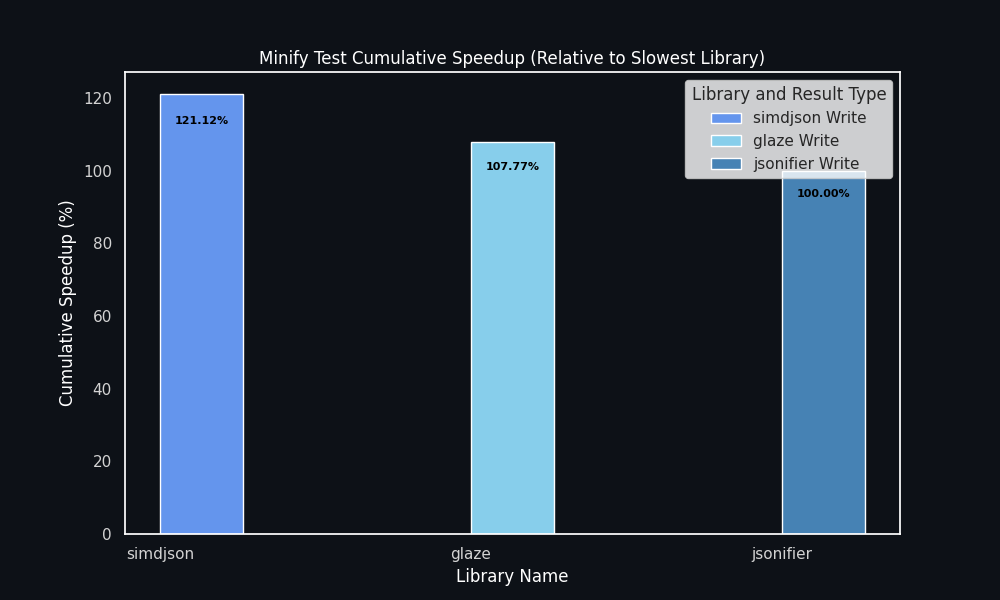 Minify Test Cumulative Speedup (Relative to Slowest Library)
Library and Result Type
simdjson Write
glaze Write
jsonifier Write
121.12%
107.77%
100.00%
Cumulative Speedup (%)
120
100
80
60
40
20
0
simdjson
glaze
jsonifier
Library Name